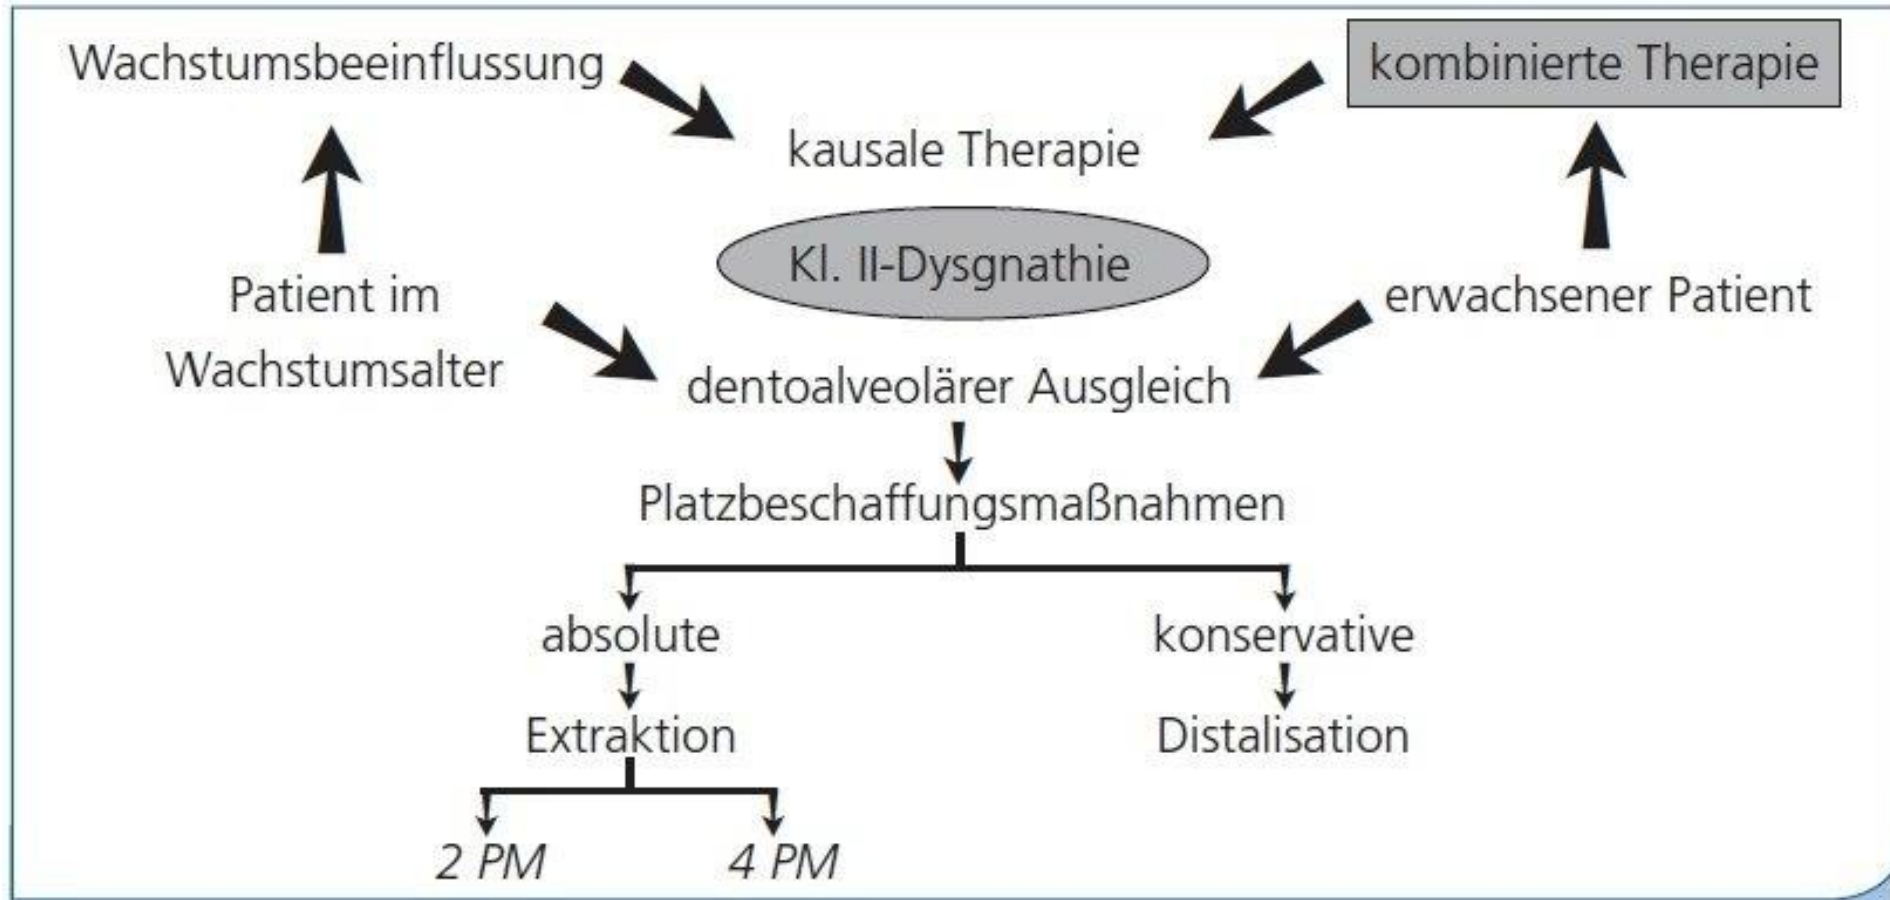 Wachstumsbeeinflussung
kombinierte Therapie
kausale Therapie
Kl. II-Dysgnathie
Patient im
Wachstumsalter
erwachsener Patient
dentoalveolärer Ausgleich
Platzbeschaffungsmaßnahmen
absolute
konservative
Extraktion
Distalisation
2 PM
4 PM